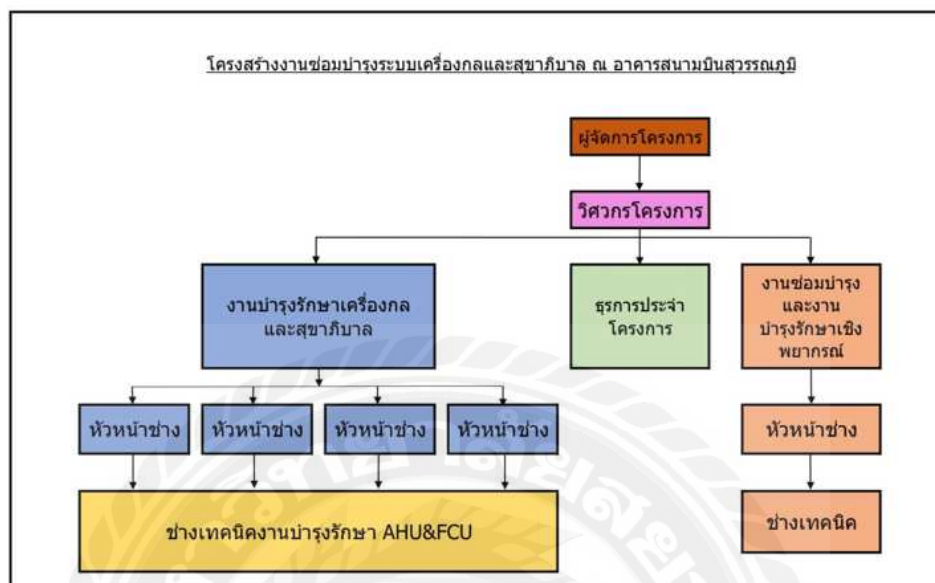 โครงสร้างงานซ่อมบำรุงระบบเครื่องกลและสุขาภิบาล ณ อาคารสนามบินสุวรรณภูมิ
ผู้จัดการโครงการ
วิศวกรโครงการ
งานบำรุงรักษาเครื่องกล
และสุขาภิบาล
ธุรการประจำ
โครงการ
งานซ่อมบำรุง
และงาน
บำรุงรักษาเชิง
พยากรณ์
หัวหน้าช่าง
หัวหน้าช่าง
หัวหน้าช่าง
หัวหน้าช่าง
หัวหน้าช่าง
ช่างเทคนิคงานบำรุงรักษา AHU&FCU
ช่างเทคนิค